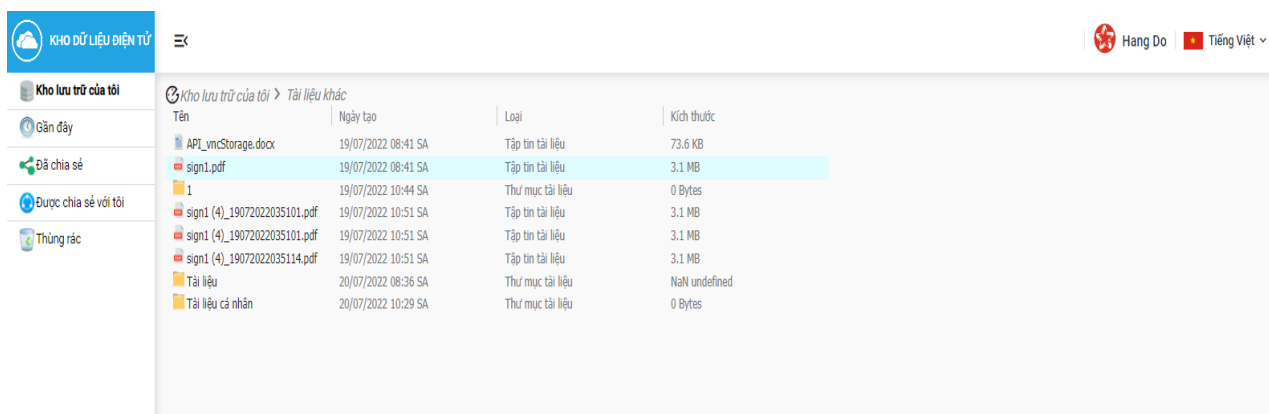 KHO DỮ LIỆU ĐIỆN TỬ
Hang Do
Tiếng Việt
Kho lưu trữ của tôi
Gần đây
Đã chia sẻ
Được chia sẻ với tôi
Thùng rác
Kho lưu trữ của tôi > Tài liệu khác
Tên Ngày tạo Loại Kích thước
API_vncStorage.docx 19/07/2022 08:41 SA Tập tin tài liệu 73.6 KB
sign1.pdf 19/07/2022 08:41 SA Tập tin tài liệu 3.1 MB
1 19/07/2022 10:44 SA Thư mục tài liệu 0 Bytes
sign1 (4)_19072022035101.pdf 19/07/2022 10:51 SA Tập tin tài liệu 3.1 MB
sign1 (4)_19072022035101.pdf 19/07/2022 10:51 SA Tập tin tài liệu 3.1 MB
sign1 (4)_19072022035114.pdf 19/07/2022 10:51 SA Tập tin tài liệu 3.1 MB
Tài liệu 20/07/2022 08:36 SA Thư mục tài liệu NaN undefined
Tài liệu cá nhân 20/07/2022 10:29 SA Thư mục tài liệu 0 Bytes